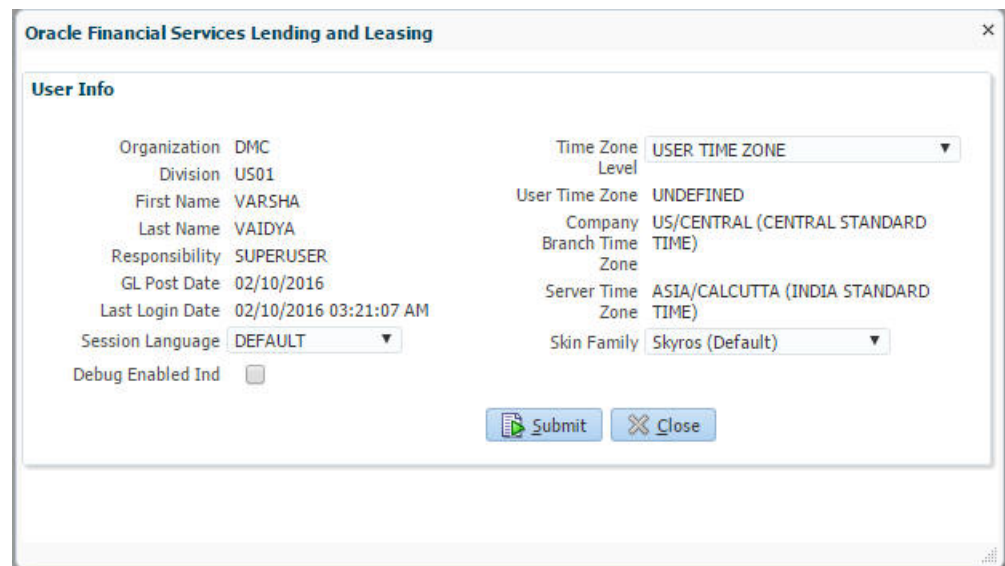 Oracle Financial Services Lending and Leasing
User Info
Organization DMC
Division US01
First Name VARSHA
Last Name VAIDYA
Responsibility SUPERUSER
GL Post Date 02/10/2016
Last Login Date 02/10/2016 03:21:07 AM
Session Language DEFAULT
Debug Enabled Ind
Time Zone USER TIME ZONE
Level
User Time Zone UNDEFINED
Company US/CENTRAL (CENTRAL STANDARD
Branch Time TIME)
Zone
Server Time ASIA/CALCUTTA (INDIA STANDARD
Zone TIME)
Skin Family Skyros (Default)
Submit Close